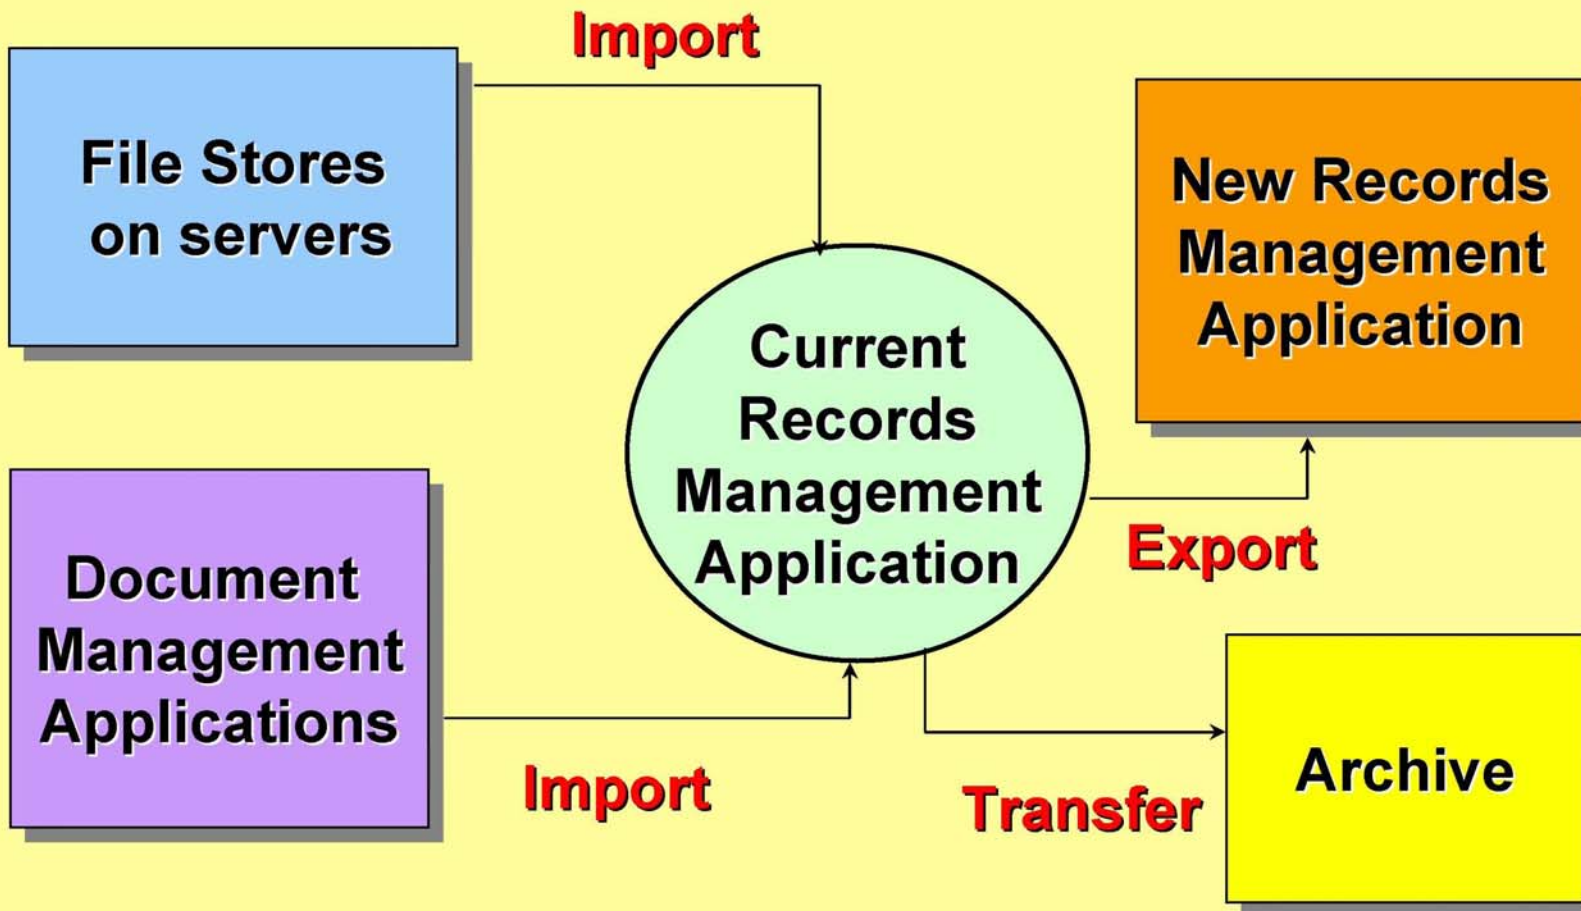 Import
File Stores
on servers
New Records
Management
Application
Current
Records
Management
Application
Export
Document
Management
Applications
Import
Transfer
Archive